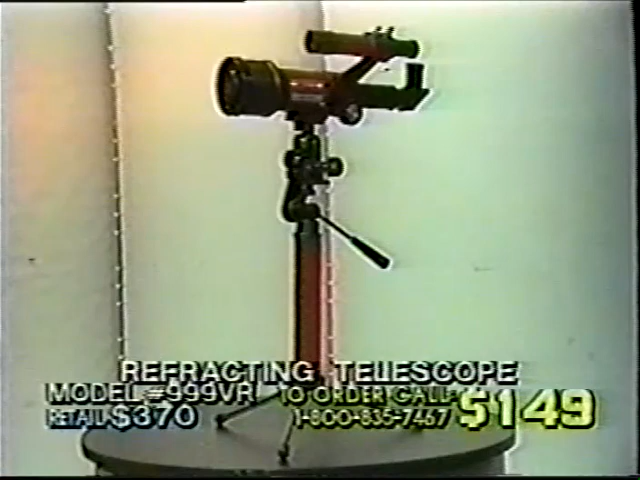 REFRACTING TELESCOPE
MODEL #999VR TO ORDER CALL
RETAIL $370 1-800-835-7467 $149